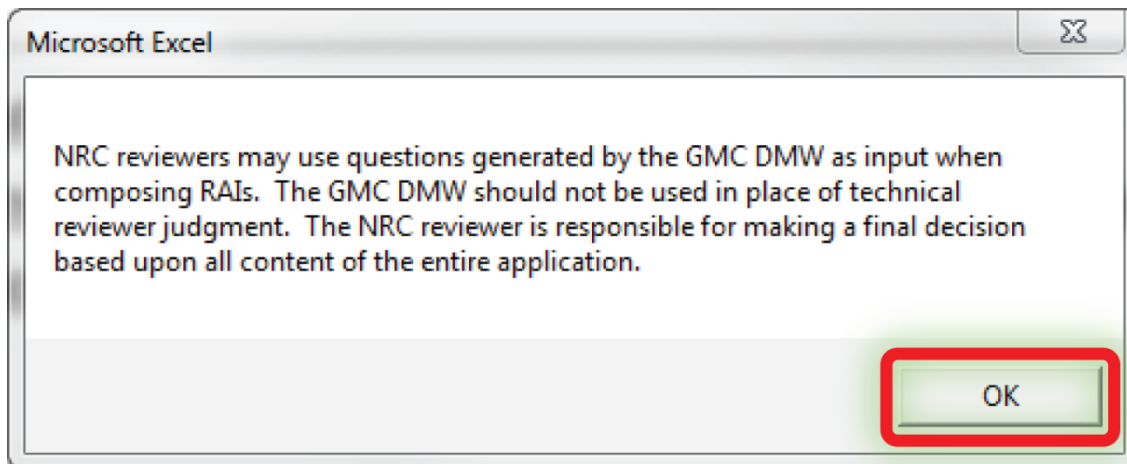 Microsoft Excel
NRC reviewers may use questions generated by the GMC DMW as input when
composing RAIs.  The GMC DMW should not be used in place of technical
reviewer judgment.  The NRC reviewer is responsible for making a final decision
based upon all content of the entire application.
OK